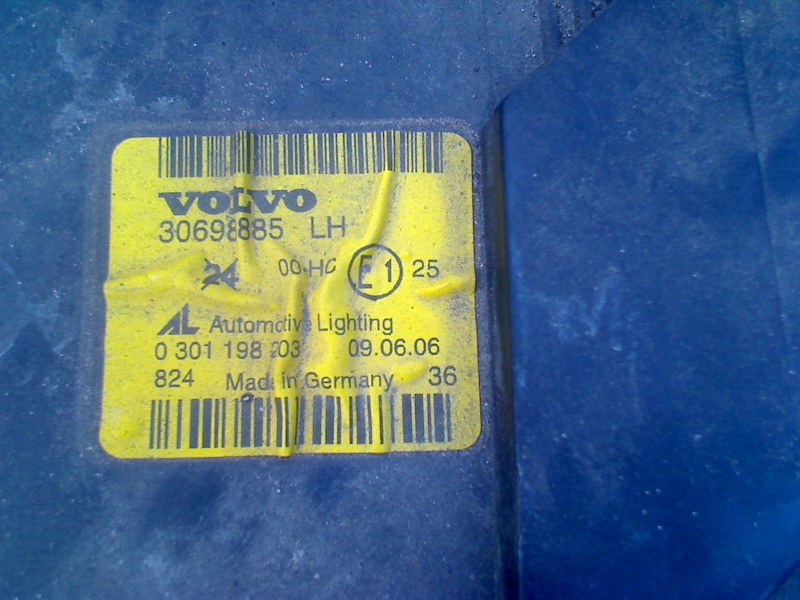 VOLVO
30698885 LH
24 00 HC E1 25
AL Automotive Lighting
0 301 198 203 09.06.06
824 Made in Germany 36